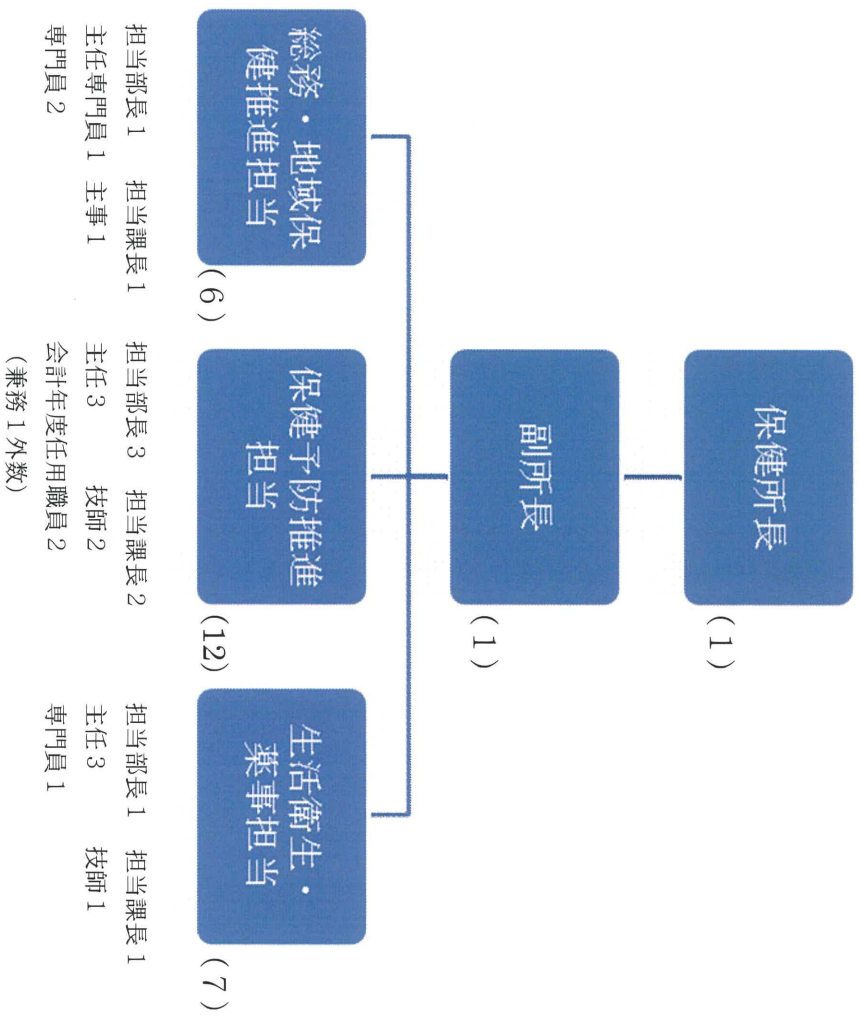 保健所長
(1)
副所長
(1)
総務・地域保
健推進担当
(6)
担当部長1 担当課長1
主任専門員1 主事1
専門員2
保健予防推進
担当
(12)
担当部長3 担当課長2
主任3 技師2
会計年度任用職員2
(兼務1外数)
生活衛生・
薬事担当
(7)
担当部長1 担当課長1
主任3 技師1
専門員1